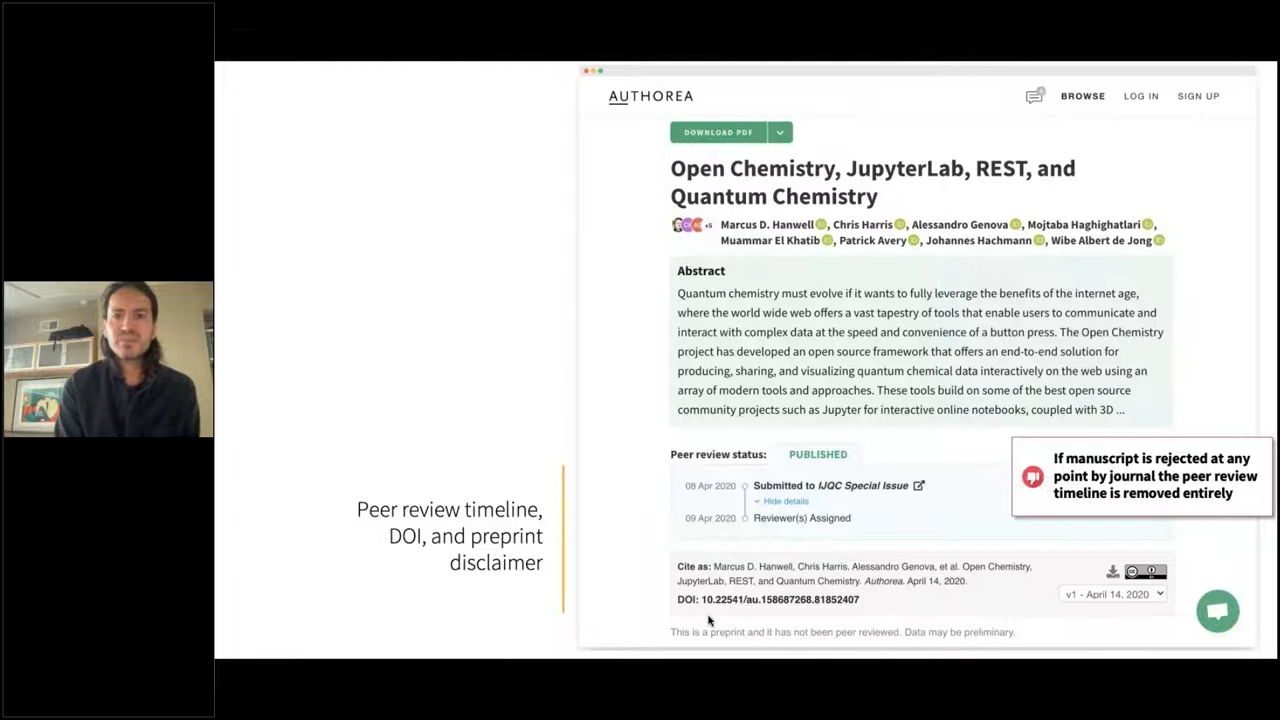 AUTHOREA
BROWSE LOG IN SIGN UP
DOWNLOAD PDF
Open Chemistry, JupyterLab, REST, and
Quantum Chemistry
+5 Marcus D. Hanwell, Chris Harris, Alessandro Genova, Mojtaba Haghighatlari,
Muammar El Khatib, Patrick Avery, Johannes Hachmann, Wibe Albert de Jong
Abstract
Quantum chemistry must evolve if it wants to fully leverage the benefits of the internet age,
where the world wide web offers a vast tapestry of tools that enable users to communicate and
interact with complex data at the speed and convenience of a button press. The Open Chemistry
project has developed an open source framework that offers an end-to-end solution for
producing, sharing, and visualizing quantum chemical data interactively on the web using an
array of modern tools and approaches. These tools build on some of the best open source
community projects such as Jupyter for interactive online notebooks, coupled with 3D ...
Peer review status: PUBLISHED
08 Apr 2020 Submitted to IJQC Special Issue
Hide details
09 Apr 2020 Reviewer(s) Assigned
If manuscript is rejected at any
point by journal the peer review
timeline is removed entirely
Peer review timeline,
DOI, and preprint
disclaimer
Cite as: Marcus D. Hanwell, Chris Harris, Alessandro Genova, et al. Open Chemistry,
JupyterLab, REST, and Quantum Chemistry. Authorea. April 14, 2020.
DOI: 10.22541/au.158687268.81852407
v1 - April 14, 2020
This is a preprint and it has not been peer reviewed. Data may be preliminary.